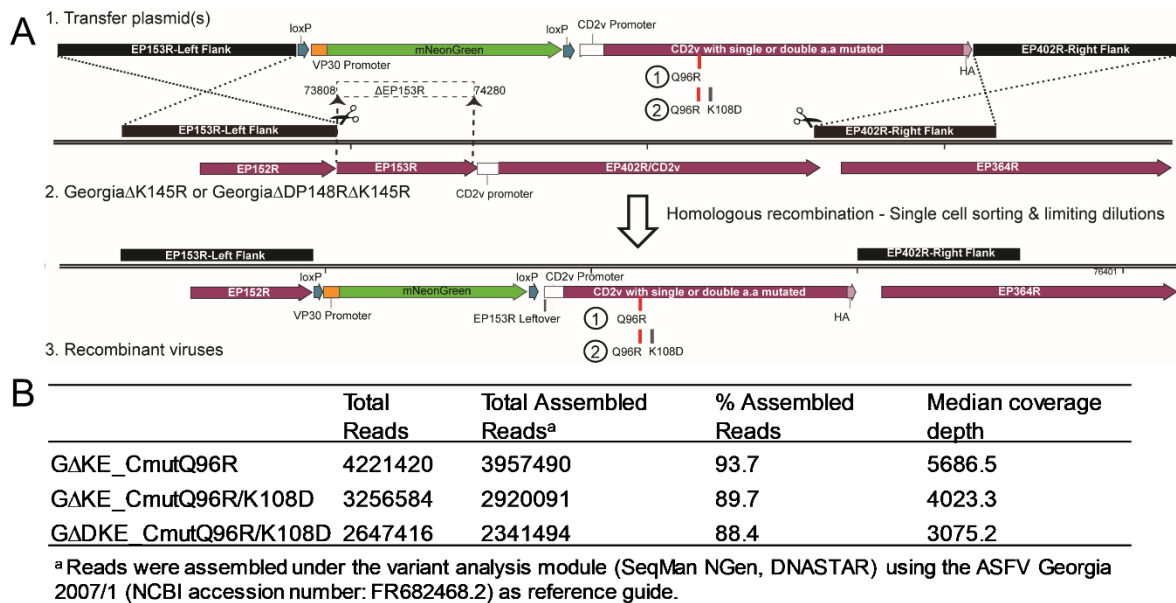 A
1. Transfer plasmid(s)
loxP
loxP
CD2v Promoter
EP153R-Left Flank
mNeonGreen
CD2v with single or double a.a mutated
EP402R-Right Flank
VP30 Promoter
HA
① Q96R
② Q96R K108D
73808 ΔEP153R 74280
EP153R-Left Flank
EP402R-Right Flank
EP152R
EP153R
EP402R/CD2v
EP364R
CD2v promoter
2. GeorgiaΔK145R or GeorgiaΔDP148RΔK145R
Homologous recombination - Single cell sorting & limiting dilutions
EP153R-Left Flank
EP402R-Right Flank
76401
loxP
loxP
CD2v Promoter
EP152R
mNeonGreen
CD2v with single or double a.a mutated
EP364R
VP30 Promoter
EP153R Leftover
HA
① Q96R
② Q96R K108D
3. Recombinant viruses
B
Total Reads Total Assembled Readsᵃ % Assembled Reads Median coverage depth
GΔKE_CmutQ96R 4221420 3957490 93.7 5686.5
GΔKE_CmutQ96R/K108D 3256584 2920091 89.7 4023.3
GΔDKE_CmutQ96R/K108D 2647416 2341494 88.4 3075.2
ᵃ Reads were assembled under the variant analysis module (SeqMan NGen, DNASTAR) using the ASFV Georgia
2007/1 (NCBI accession number: FR682468.2) as reference guide.